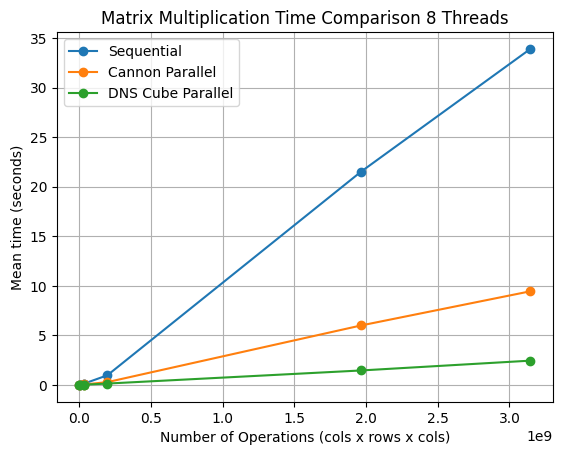 Matrix Multiplication Time Comparison 8 Threads
Sequential
Cannon Parallel
DNS Cube Parallel
Mean time (seconds)
35
30
25
20
15
10
5
0
0.0 0.5 1.0 1.5 2.0 2.5 3.0
1e9
Number of Operations (cols x rows x cols)